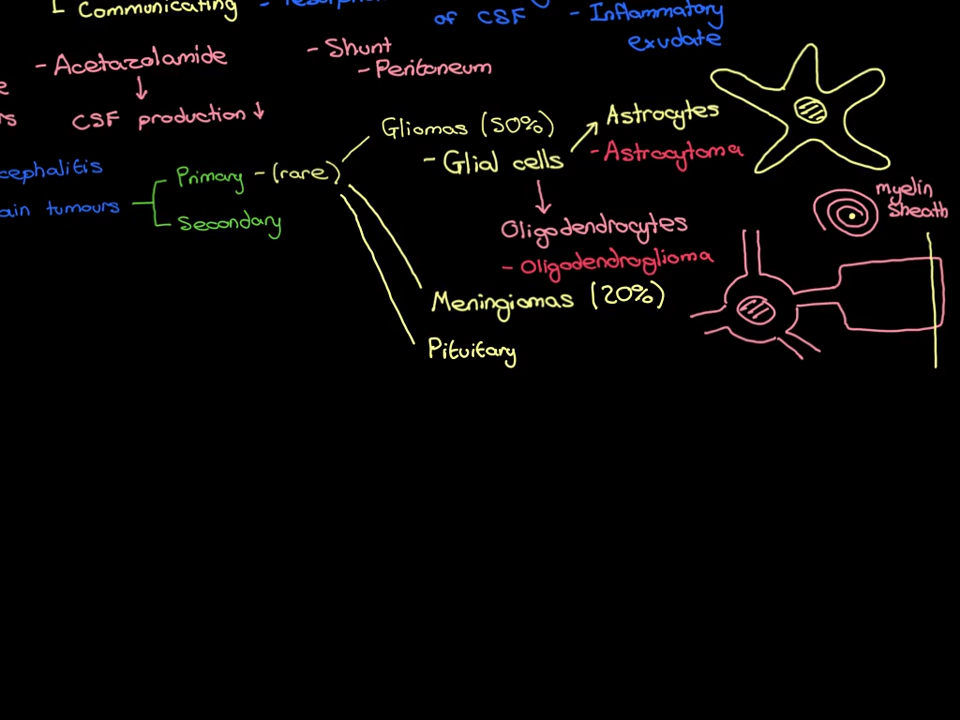 Communicating
of CSF
- Inflammatory
exudate
- Acetazolamide
↓
CSF production ↓
- Shunt
- Peritoneum
Gliomas (50%)
- Glial cells
Astrocytes
- Astrocytoma
Primary - (rare)
Secondary
Oligodendrocytes
- Oligodendroglioma
myelin
sheath
Meningiomas (20%)
Pituitary